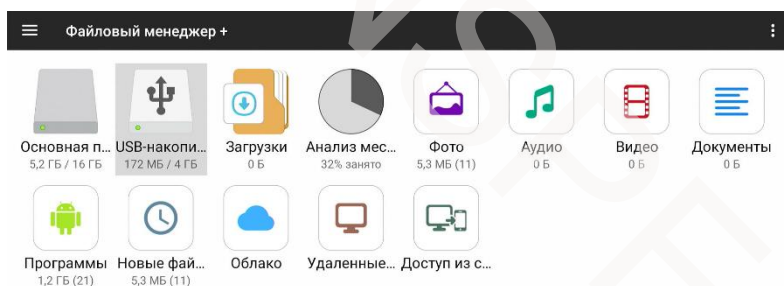 Файловый менеджер +
Основная п... USB-накопи... Загрузки Анализ мес... Фото Аудио Видео Документы
5,2 ГБ / 16 ГБ 172 МБ / 4 ГБ 0 Б 32% занято 5,3 МБ (11) 0 Б 0 Б 0 Б
Программы Новые фай... Облако Удаленные... Доступ из с...
1,2 ГБ (21) 5,3 МБ (11)